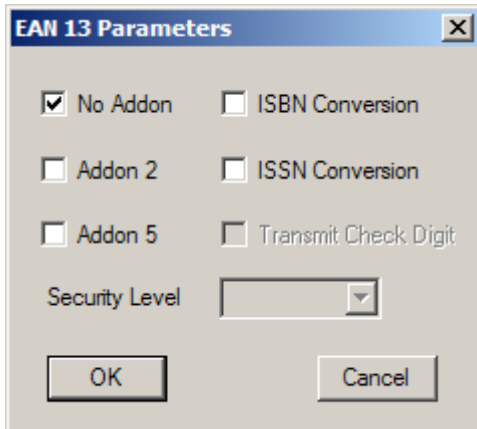 EAN 13 Parameters
No Addon ISBN Conversion
Addon 2 ISSN Conversion
Addon 5 Transmit Check Digit
Security Level
OK Cancel